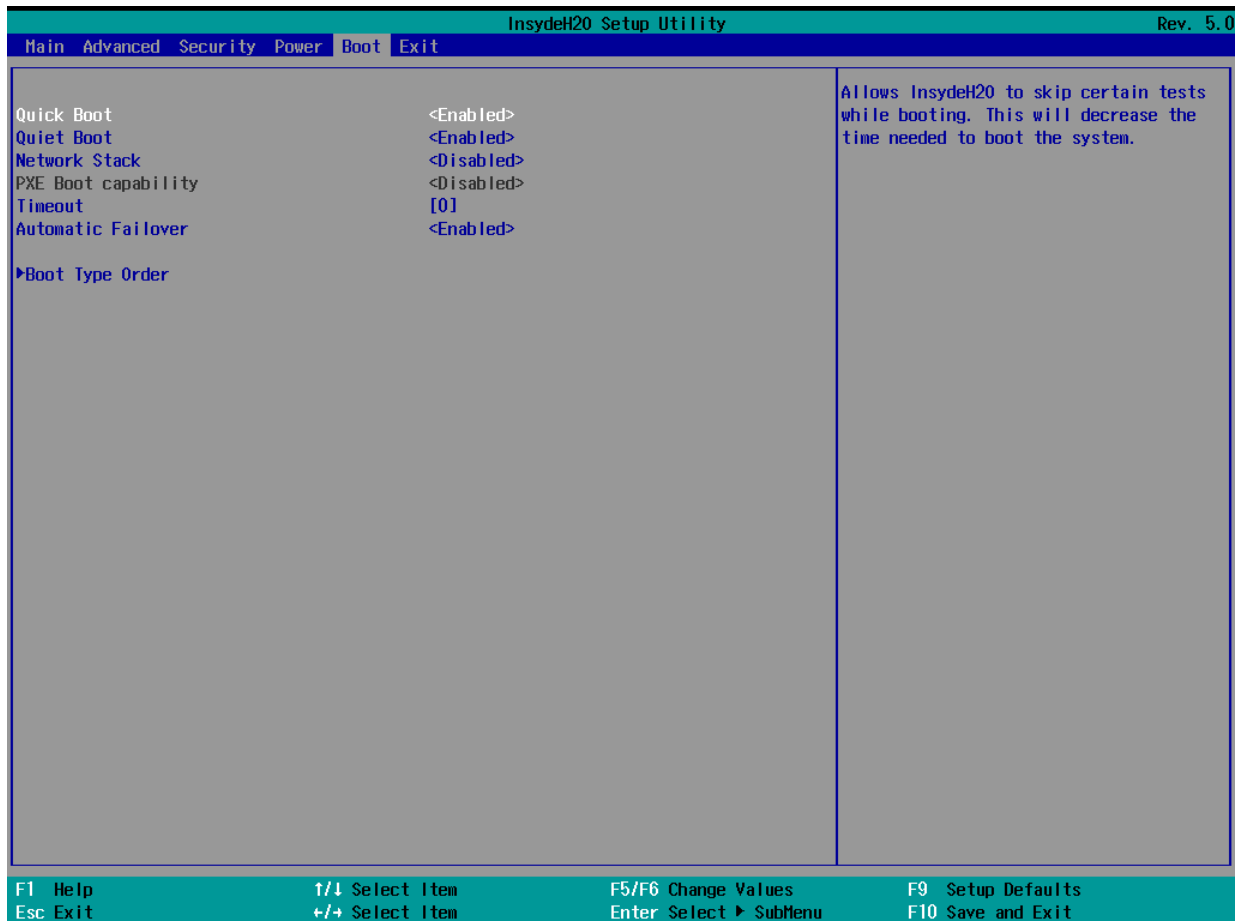 InsydeH20 Setup Utility Rev. 5.0
Main Advanced Security Power Boot Exit
Quick Boot <Enabled>
Quiet Boot <Enabled>
Network Stack <Disabled>
PXE Boot capability <Disabled>
Timeout [0]
Automatic Failover <Enabled>
▶Boot Type Order
Allows InsydeH20 to skip certain tests
while booting. This will decrease the
time needed to boot the system.
F1 Help ↑/↓ Select Item F5/F6 Change Values F9 Setup Defaults
Esc Exit ←/→ Select Item Enter Select ▶ SubMenu F10 Save and Exit